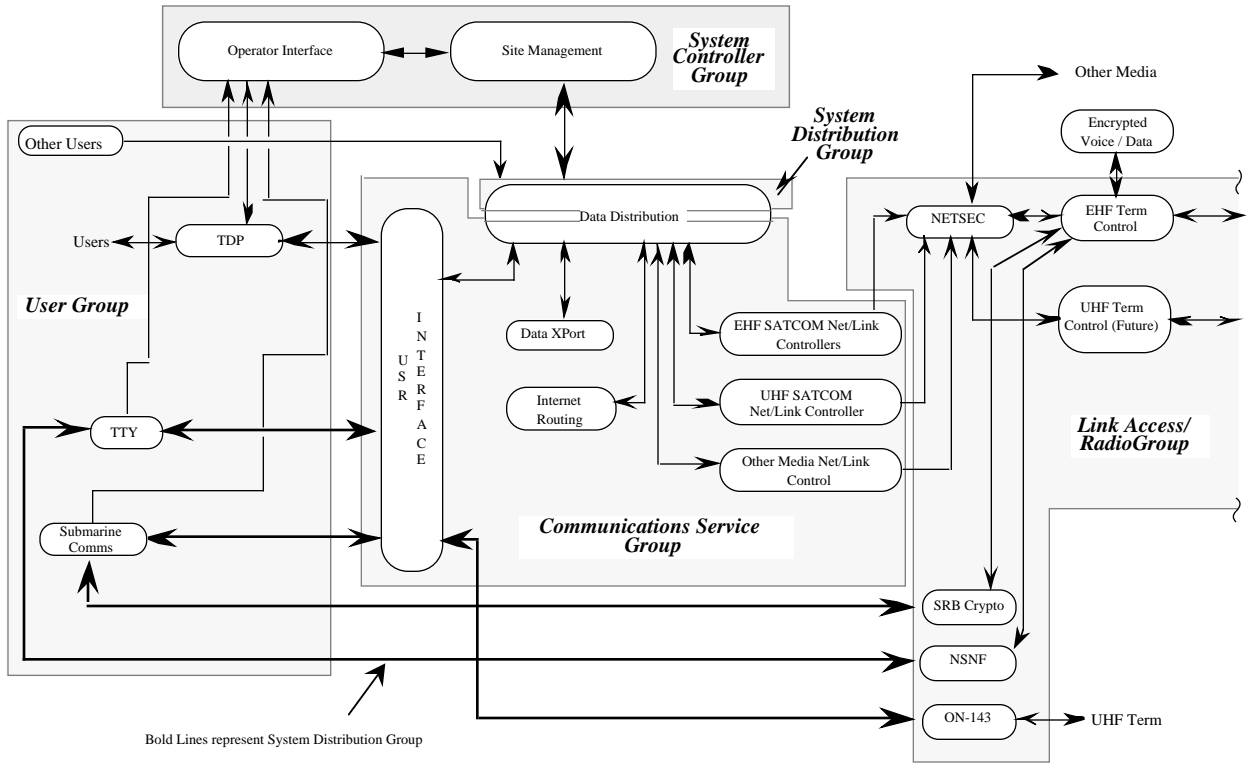 Operator Interface
Site Management
System
Controller
Group
Other Media
Other Users
System
Distribution
Group
Encrypted
Voice / Data
Data Distribution
NETSEC
EHF Term
Control
Users
TDP
User Group
USR
INTERFACE
Data XPort
EHF SATCOM Net/Link
Controllers
UHF Term
Control (Future)
Internet
Routing
UHF SATCOM
Net/Link Controller
TTY
Link Access/
RadioGroup
Other Media Net/Link
Control
Submarine
Comms
Communications Service
Group
SRB Crypto
NSNF
ON-143
UHF Term
Bold Lines represent System Distribution Group